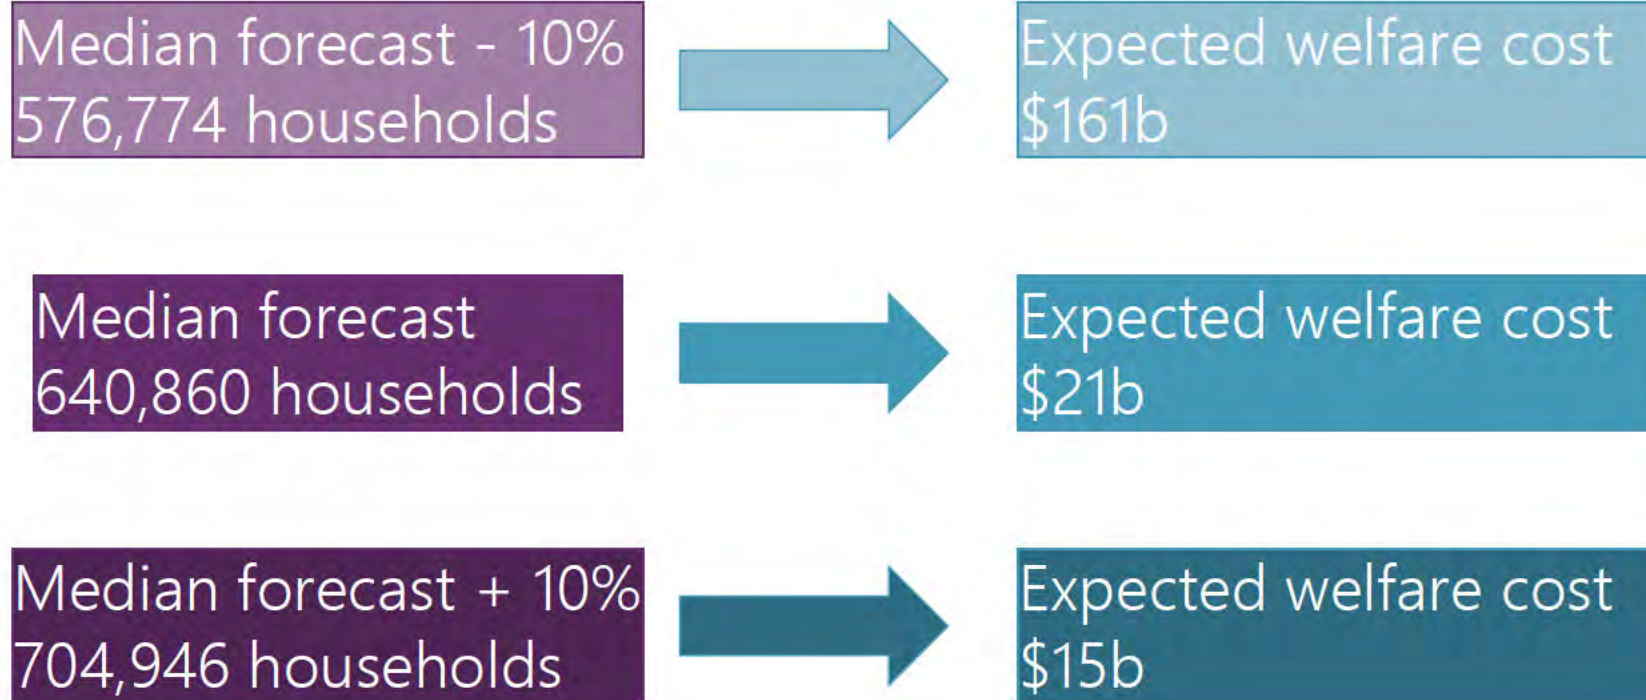 Median forecast - 10%
576,774 households
Expected welfare cost
$161b
Median forecast
640,860 households
Expected welfare cost
$21b
Median forecast + 10%
704,946 households
Expected welfare cost
$15b